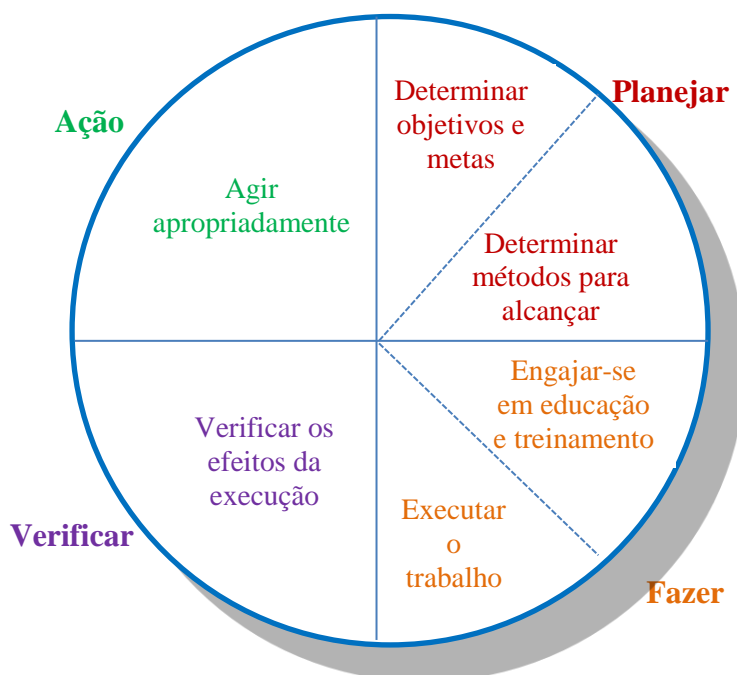 Planejar
Determinar
objetivos e
metas
Determinar
métodos para
alcançar
Engajar-se
em educação
e treinamento
Executar
o
trabalho
Fazer
Verificar os
efeitos da
execução
Verificar
Ação
Agir
apropriadamente